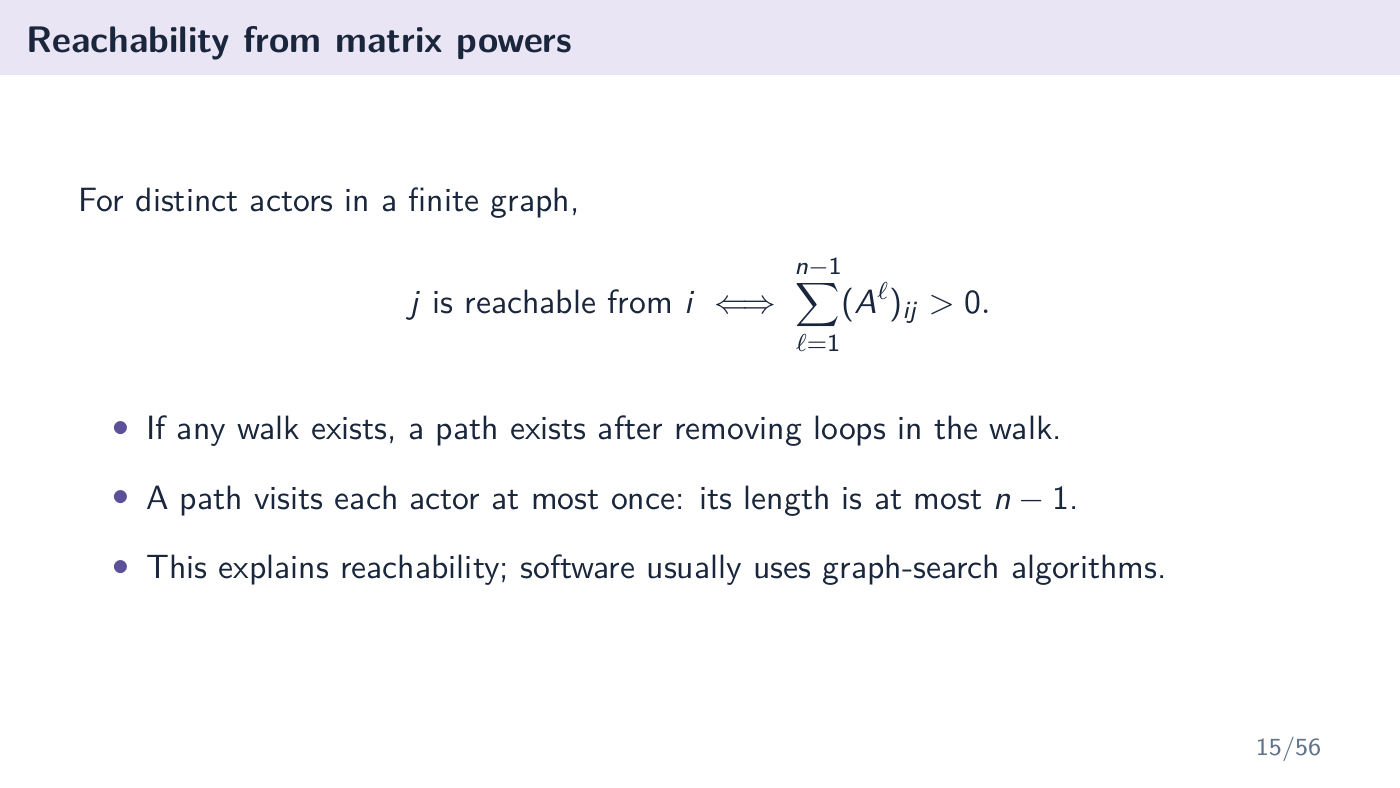 Reachability from matrix powers
For distinct actors in a finite graph,
j is reachable from i ⟺ ∑_{ℓ=1}^{n−1} (A^ℓ)_{ij} > 0.
• If any walk exists, a path exists after removing loops in the walk.
• A path visits each actor at most once: its length is at most n − 1.
• This explains reachability; software usually uses graph-search algorithms.
15/56